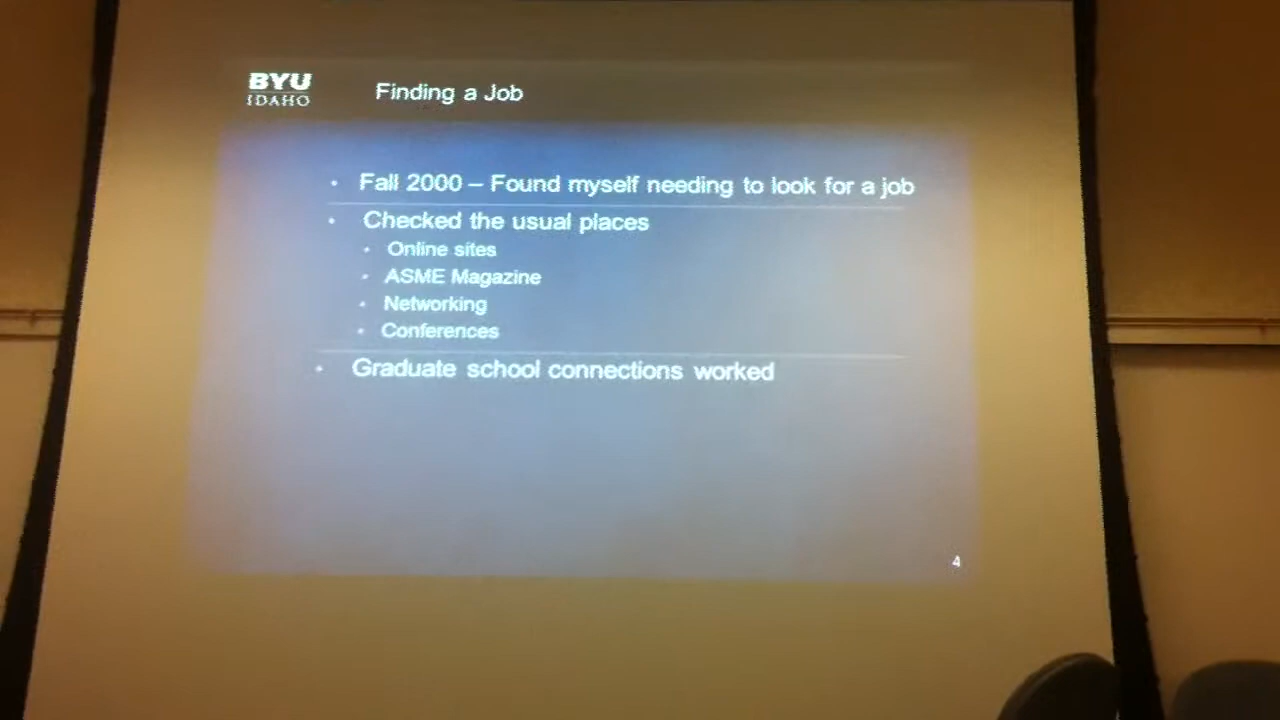 BYU
IDAHO
Finding a Job
• Fall 2000 – Found myself needing to look for a job
• Checked the usual places
• Online sites
• ASME Magazine
• Networking
• Conferences
• Graduate school connections worked
4